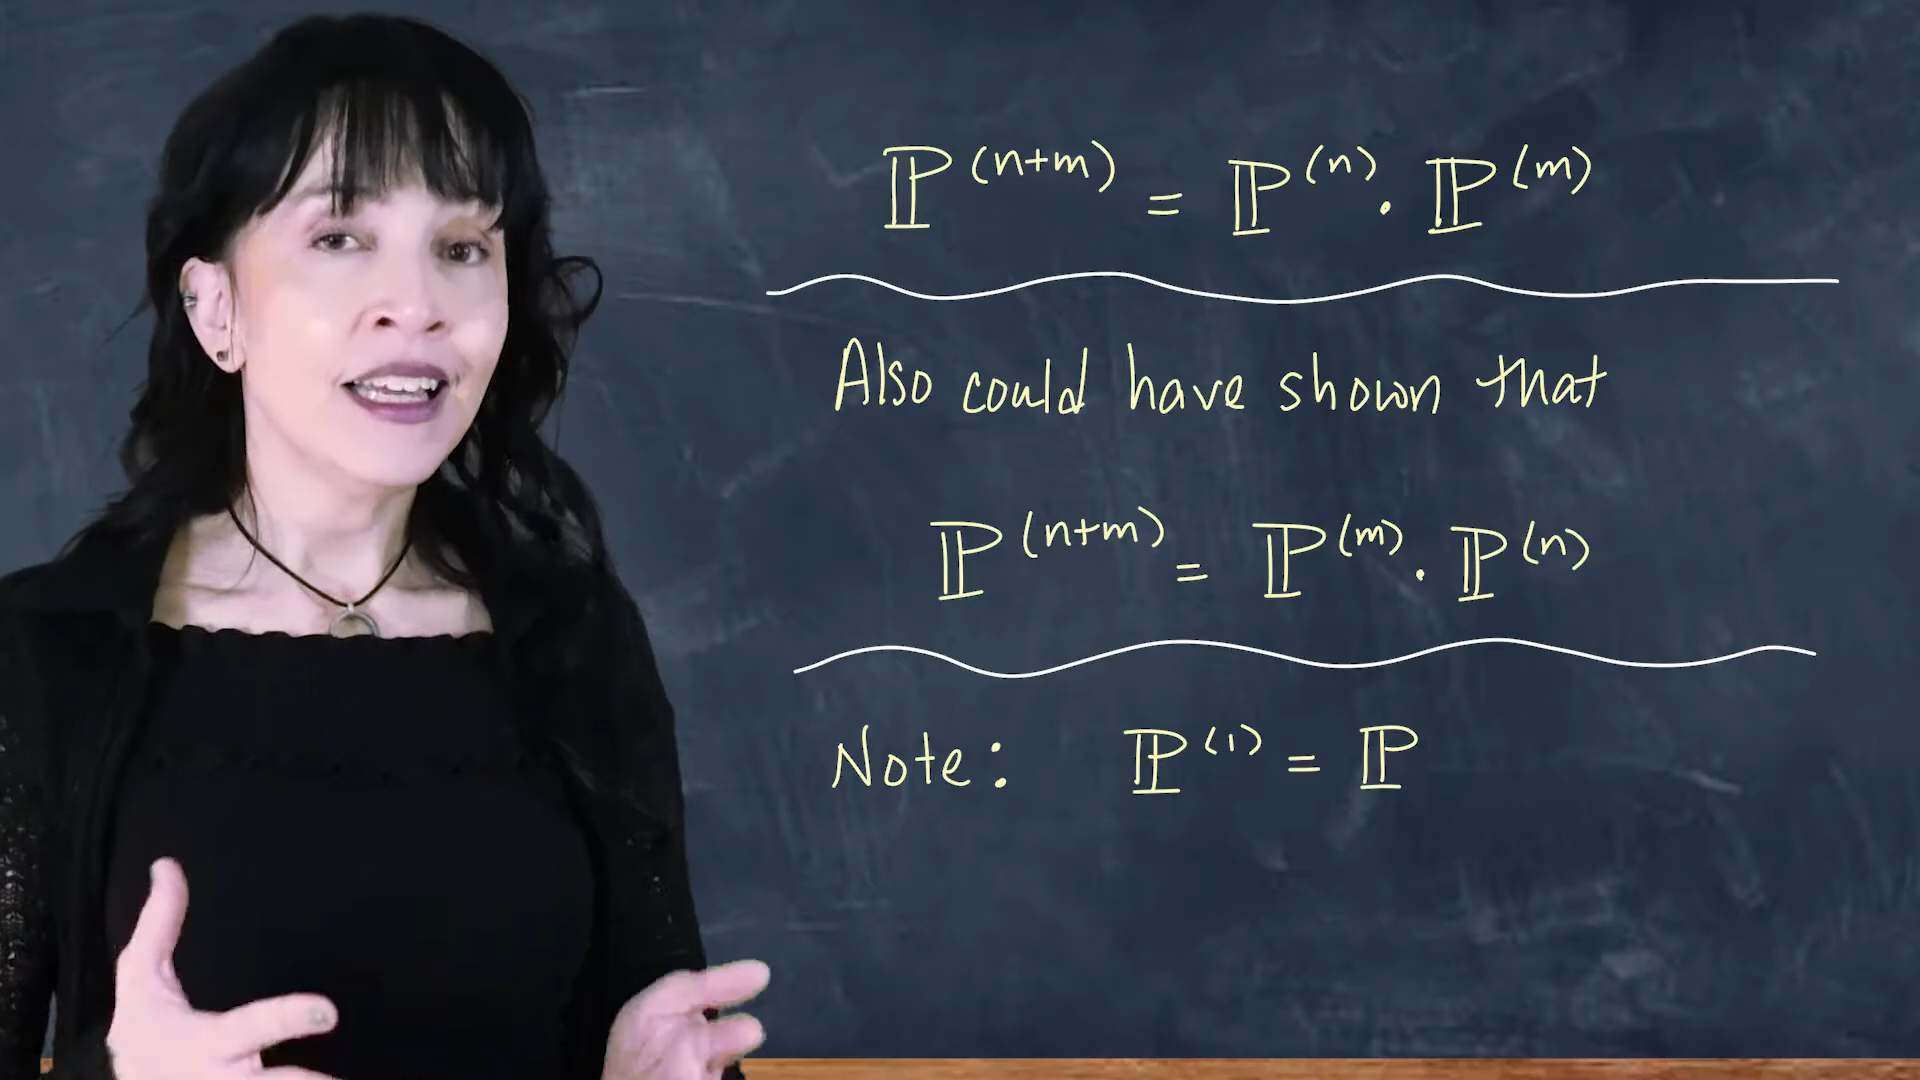 ℙ^(n+m) = ℙ^(n) · ℙ^(m)
Also could have shown that
ℙ^(n+m) = ℙ^(m) · ℙ^(n)
Note: ℙ^(1) = ℙ